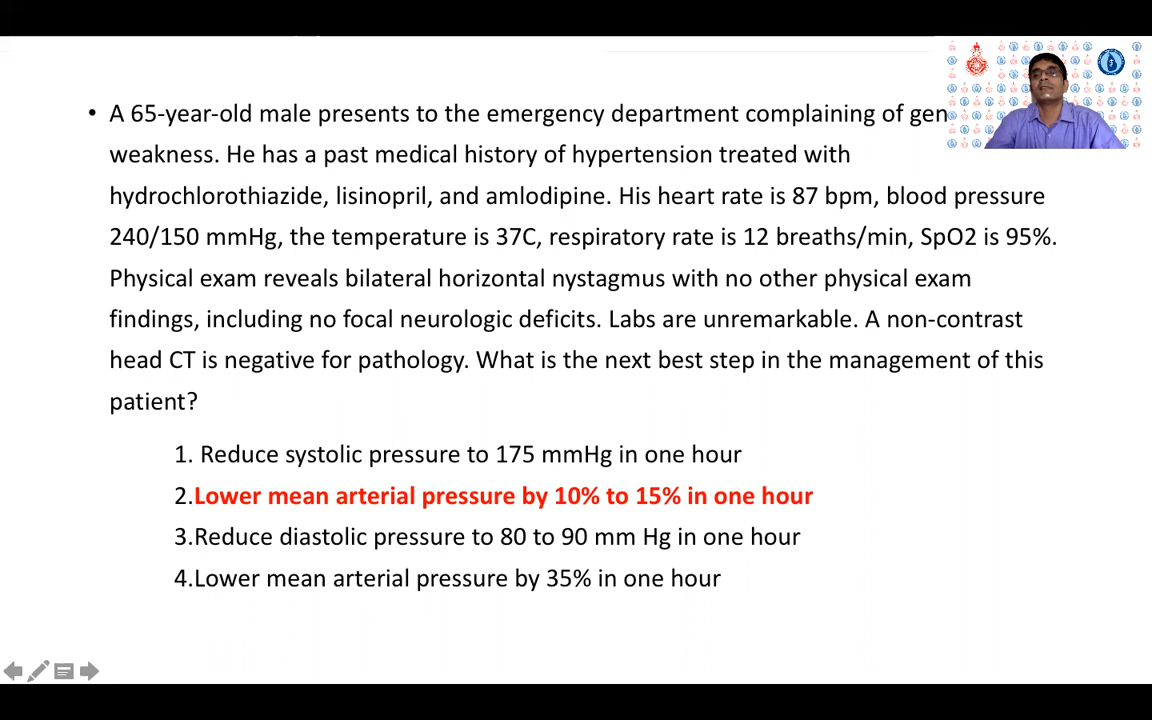 • A 65-year-old male presents to the emergency department complaining of gen
weakness. He has a past medical history of hypertension treated with
hydrochlorothiazide, lisinopril, and amlodipine. His heart rate is 87 bpm, blood pressure
240/150 mmHg, the temperature is 37C, respiratory rate is 12 breaths/min, SpO2 is 95%.
Physical exam reveals bilateral horizontal nystagmus with no other physical exam
findings, including no focal neurologic deficits. Labs are unremarkable. A non-contrast
head CT is negative for pathology. What is the next best step in the management of this
patient?
1. Reduce systolic pressure to 175 mmHg in one hour
2.Lower mean arterial pressure by 10% to 15% in one hour
3.Reduce diastolic pressure to 80 to 90 mm Hg in one hour
4.Lower mean arterial pressure by 35% in one hour